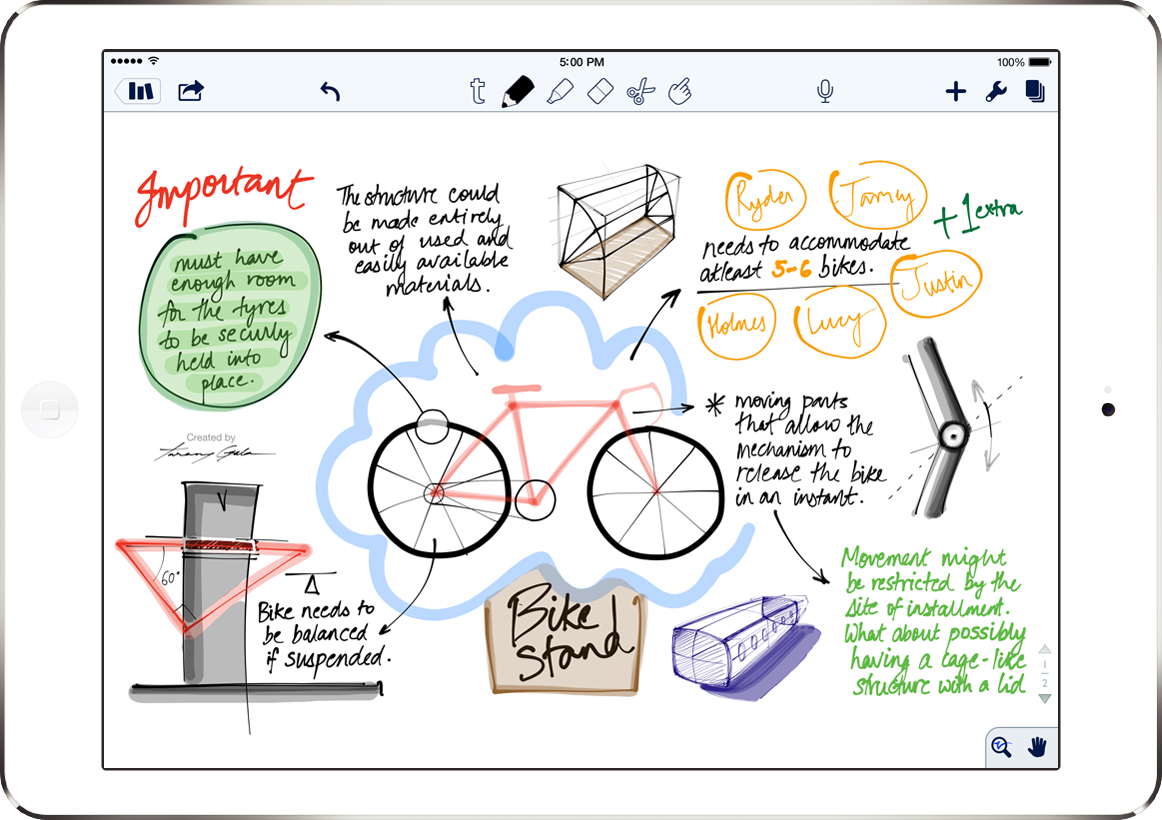 5:00 PM
100%
t
Important
must have
enough room
for the tyres
to be securly
held into
place.
Created by
The structure could
be made entirely
out of used and
easily available
materials.
Ryder
+1 extra
needs to accommodate
atleast 5-6 bikes.
Justin
Holmes
Lucy
* moving parts
that allow the
mechanism to
release the bike
in an instant.
60°
Bike needs to
be balanced
if suspended.
Bike
stand
Movement might
be restricted by the
site of installment.
What about possibly
having a cage-like
structure with a lid
1
2